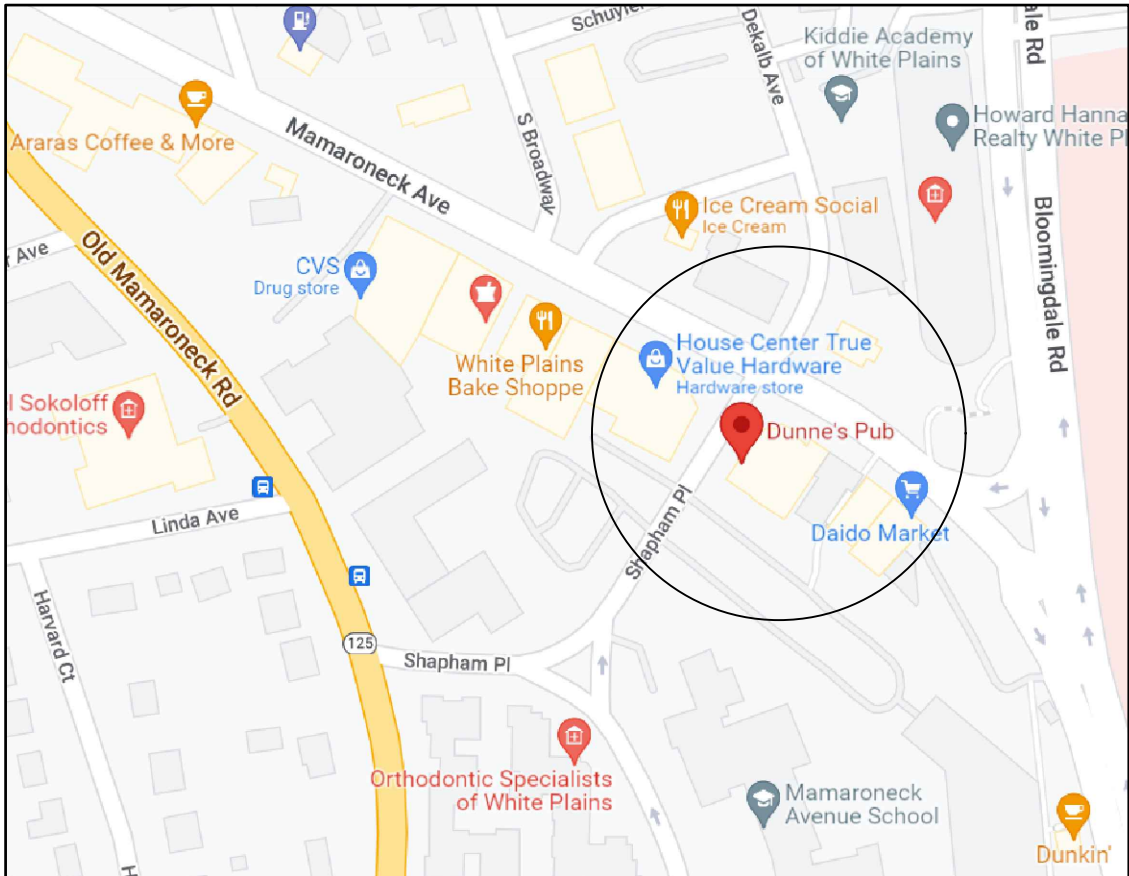 Schuyler
Dekalb Ave
ale Rd
Kiddie Academy
of White Plains
Howard Hanna
Realty White Pl
Araras Coffee & More
Mamaroneck Ave
S Broadway
Ice Cream Social
Ice Cream
Bloomingdale Rd
r Ave
Old Mamaroneck Rd
CVS
Drug store
White Plains
Bake Shoppe
House Center True
Value Hardware
Hardware store
l Sokoloff
hodontics
Dunne's Pub
Linda Ave
Shapham Pl
Daido Market
Harvard Ct
125
Shapham Pl
Orthodontic Specialists
of White Plains
Mamaroneck
Avenue School
Dunkin'
H